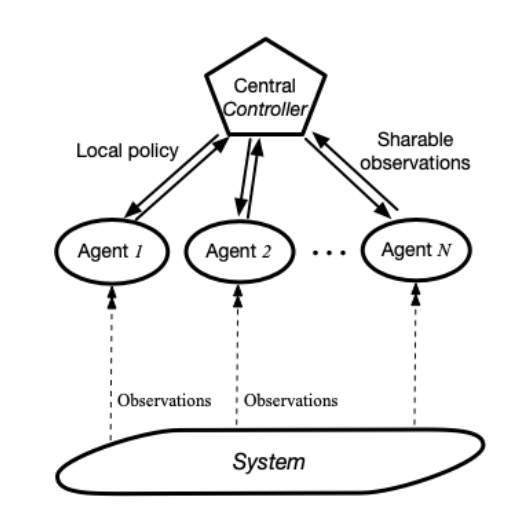 Central
Controller
Local policy
Sharable
observations
Agent 1
Agent 2
...
Agent N
Observations
Observations
System